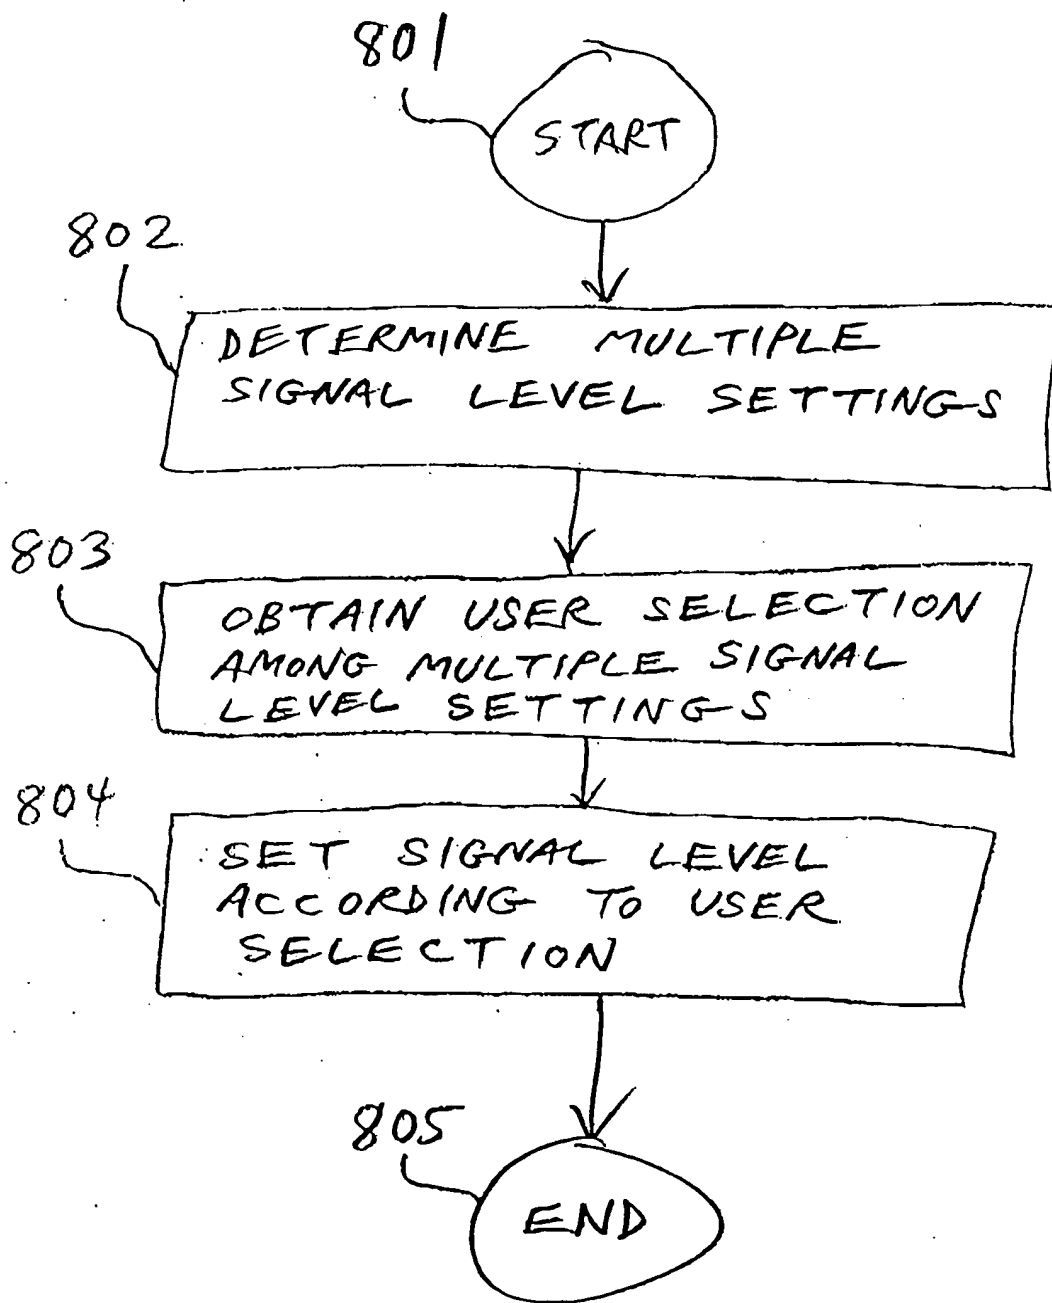 801
START
802
DETERMINE MULTIPLE
SIGNAL LEVEL SETTINGS
803
OBTAIN USER SELECTION
AMONG MULTIPLE SIGNAL
LEVEL SETTINGS
804
SET SIGNAL LEVEL
ACCORDING TO USER
SELECTION
805
END